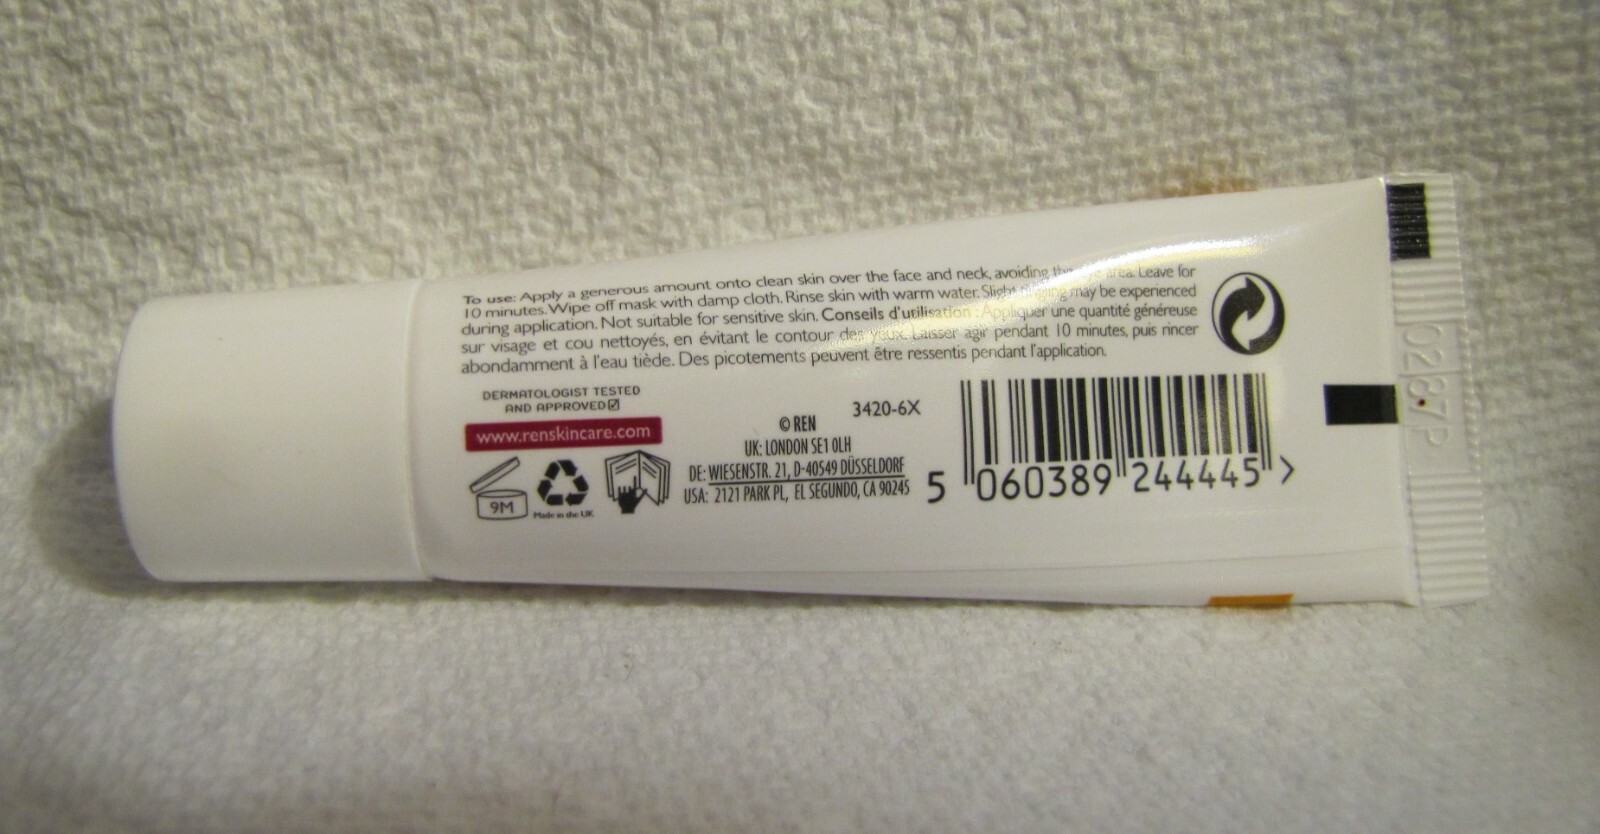 To use: Apply a generous amount onto clean skin over the face and neck, avoiding the eye area. Leave for
10 minutes. Wipe off mask with damp cloth. Rinse skin with warm water. Slight tingling may be experienced
during application. Not suitable for sensitive skin. Conseils d'utilisation : Appliquer une quantité généreuse
sur visage et cou nettoyés, en évitant le contour des yeux. Laisser agir pendant 10 minutes, puis rincer
abondamment à l'eau tiède. Des picotements peuvent être ressentis pendant l'application.
DERMATOLOGIST TESTED
AND APPROVED
www.renskincare.com
9M
Made in the UK
© REN
3420-6X
UK: LONDON SE1 0LH
DE: WIESENSTR. 21, D-40549 DÜSSELDORF
USA: 2121 PARK PL, EL SEGUNDO, CA 90245
5 060389 244445 >
0287P